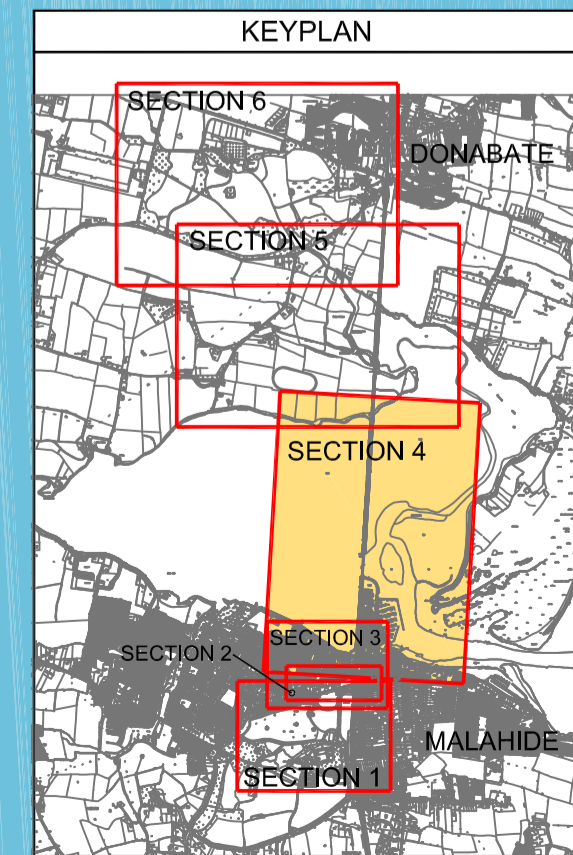 KEYPLAN
SECTION 6
DONABATE
SECTION 5
SECTION 4
SECTION 3
SECTION 2
MALAHIDE
SECTION 1